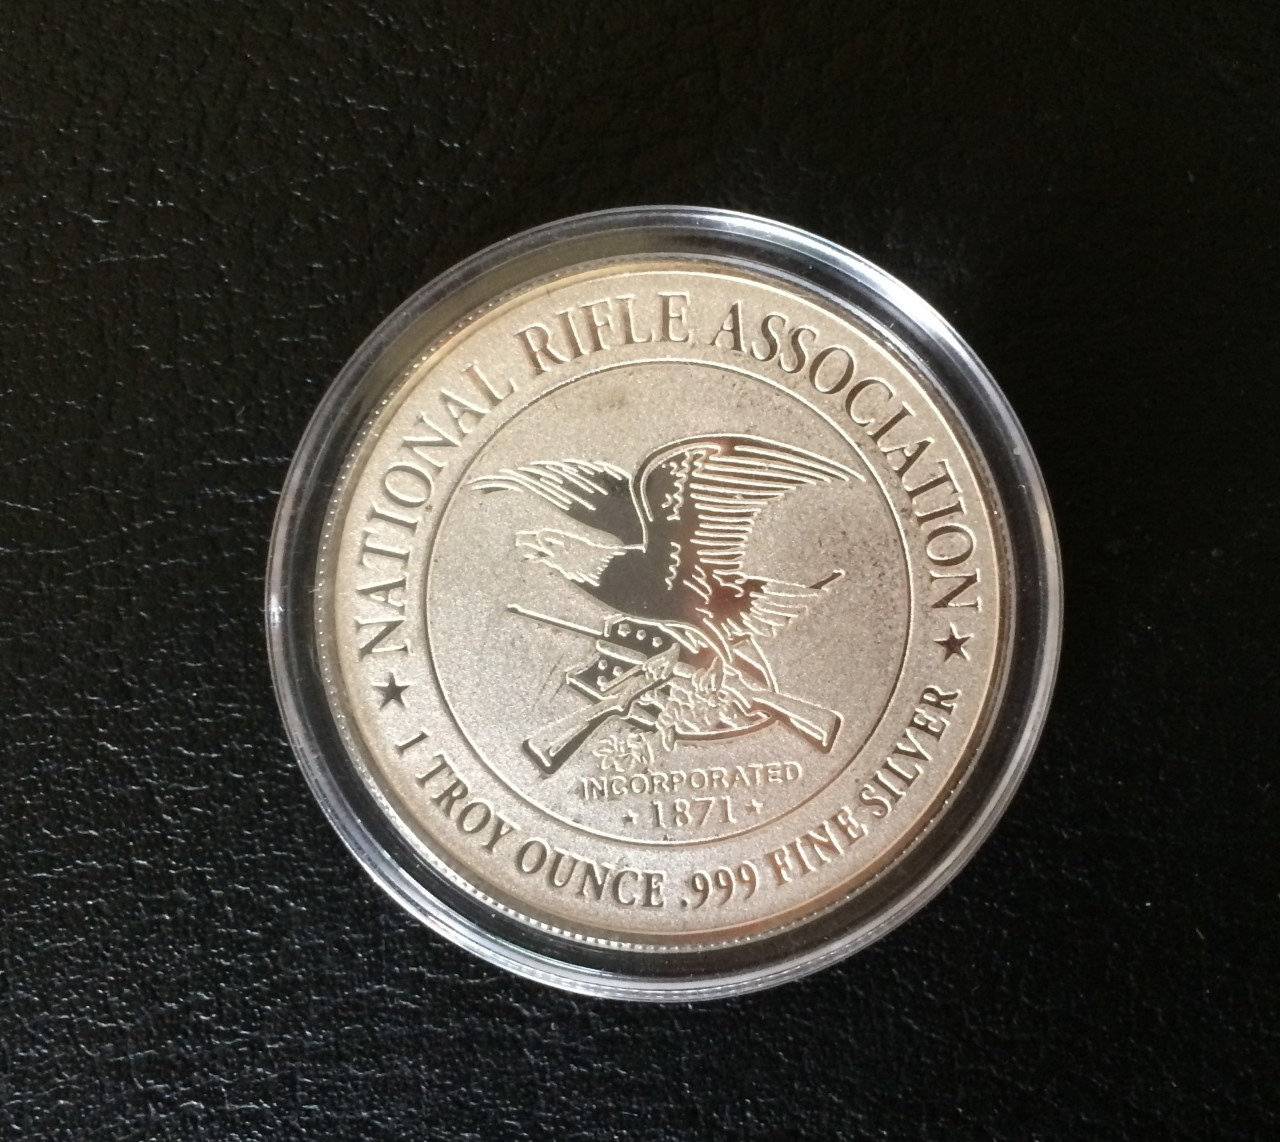 NATIONAL RIFLE ASSOCIATION
INCORPORATED
★ 1871 ★
★ 1 TROY OUNCE .999 FINE SILVER ★